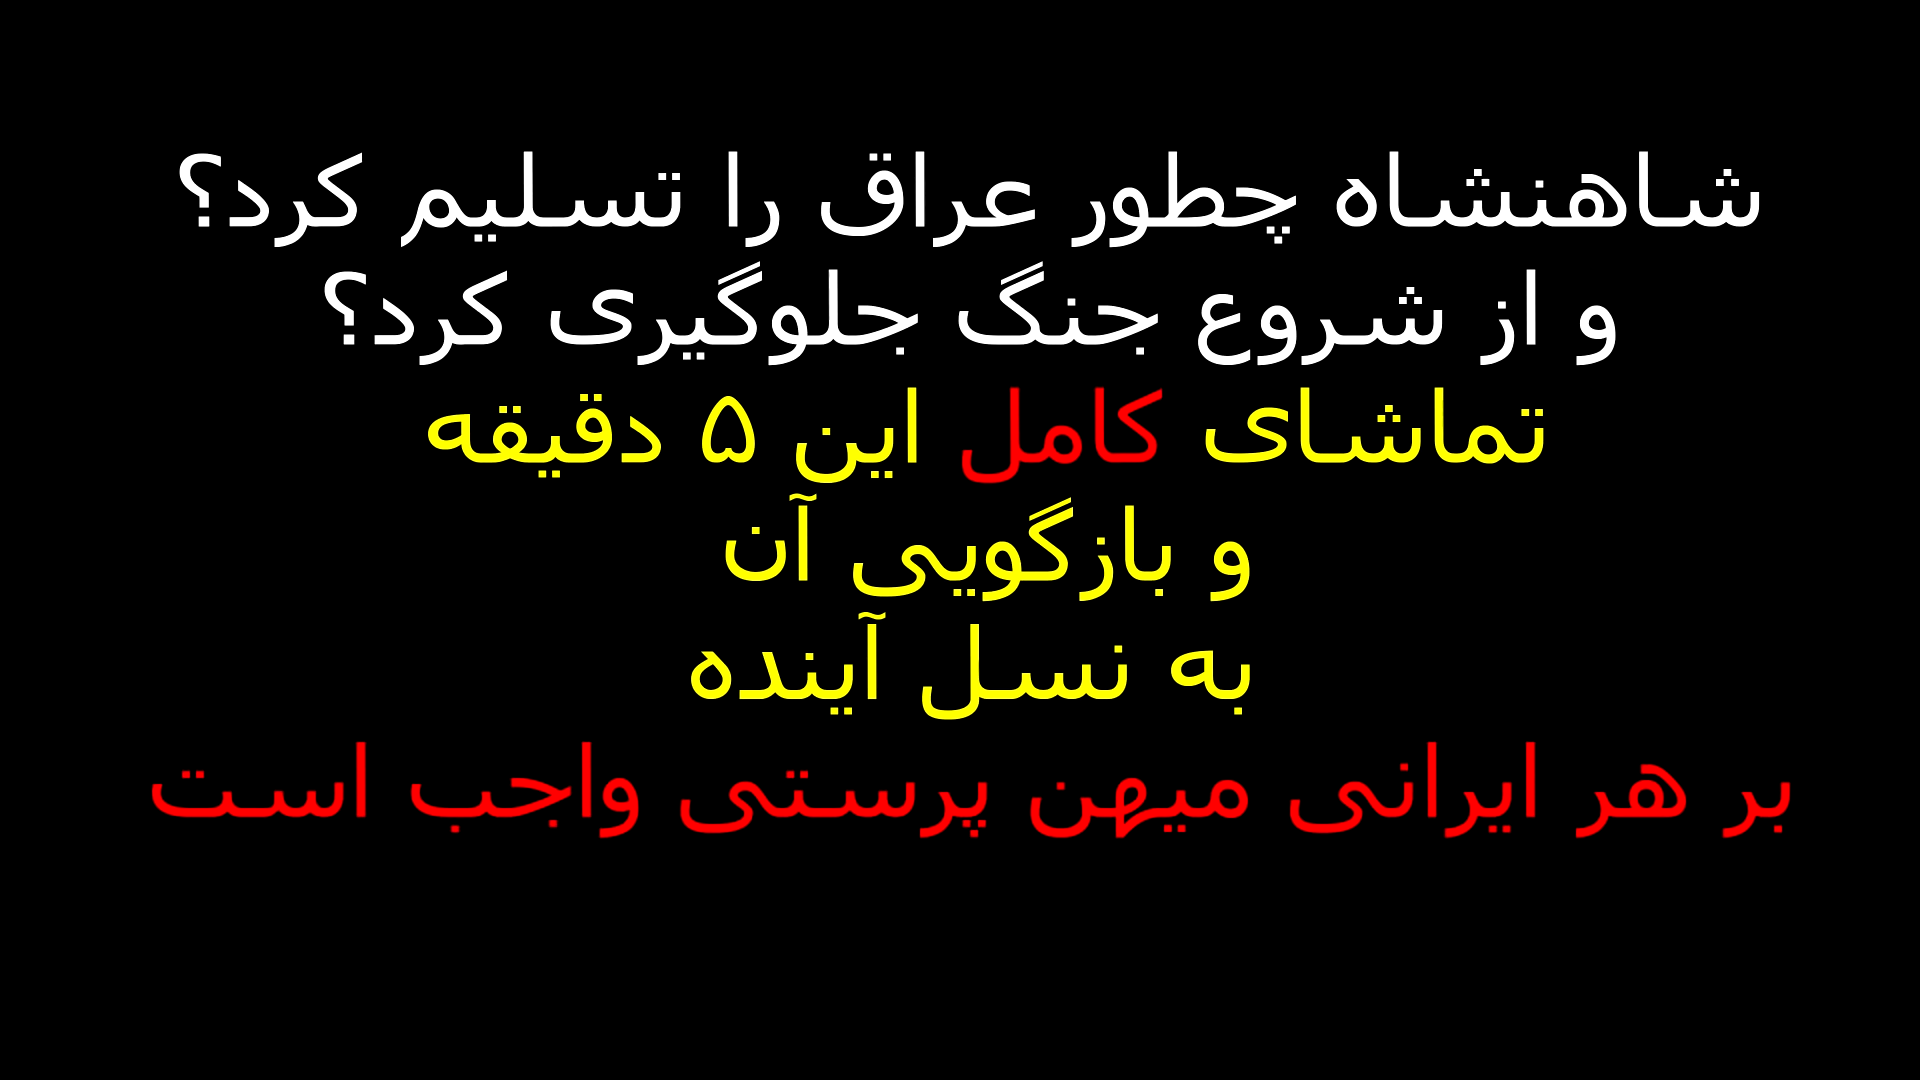 شاهنشاه چطور عراق را تسلیم کرد؟
و از شروع جنگ جلوگیری کرد؟
تماشای کامل این ۵ دقیقه
و بازگویی آن
به نسل آینده
بر هر ایرانی میهن پرستی واجب است